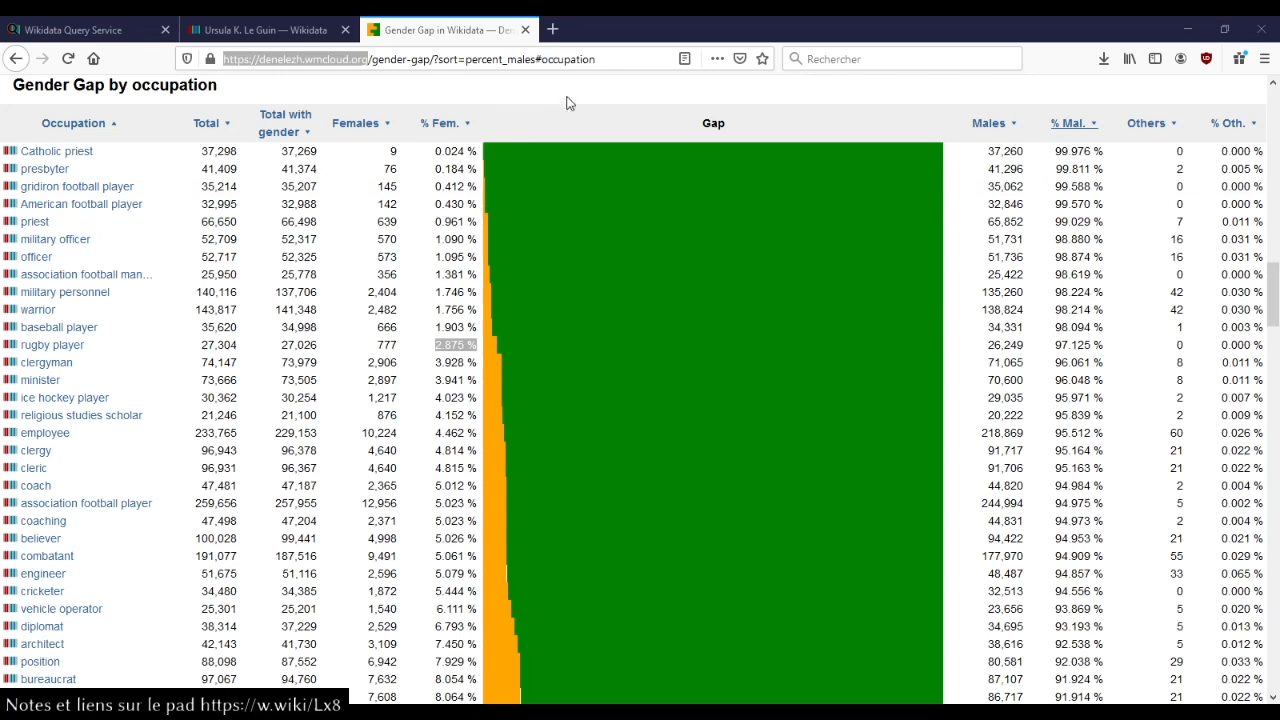 Wikidata Query Service
Ursula K. Le Guin — Wikidata
Gender Gap in Wikidata — Den
https://denelezh.wmcloud.org/gender-gap/?sort=percent_males#occupation
Rechercher
Gender Gap by occupation
Occupation Total Total with gender Females % Fem. Gap Males % Mal. Others % Oth.
Catholic priest 37,298 37,269 9 0.024 % 37,260 99.976 % 0 0.000 %
presbyter 41,409 41,374 76 0.184 % 41,296 99.811 % 2 0.005 %
gridiron football player 35,214 35,207 145 0.412 % 35,062 99.588 % 0 0.000 %
American football player 32,995 32,988 142 0.430 % 32,846 99.570 % 0 0.000 %
priest 66,650 66,498 639 0.961 % 65,852 99.029 % 7 0.011 %
military officer 52,709 52,317 570 1.090 % 51,731 98.880 % 16 0.031 %
officer 52,717 52,325 573 1.095 % 51,736 98.874 % 16 0.031 %
association football man... 25,950 25,778 356 1.381 % 25,422 98.619 % 0 0.000 %
military personnel 140,116 137,706 2,404 1.746 % 135,260 98.224 % 42 0.030 %
warrior 143,817 141,348 2,482 1.756 % 138,824 98.214 % 42 0.030 %
baseball player 35,620 34,998 666 1.903 % 34,331 98.094 % 1 0.003 %
rugby player 27,304 27,026 777 2.875 % 26,249 97.125 % 0 0.000 %
clergyman 74,147 73,979 2,906 3.928 % 71,065 96.061 % 8 0.011 %
minister 73,666 73,505 2,897 3.941 % 70,600 96.048 % 8 0.011 %
ice hockey player 30,362 30,254 1,217 4.023 % 29,035 95.971 % 2 0.007 %
religious studies scholar 21,246 21,100 876 4.152 % 20,222 95.839 % 2 0.009 %
employee 233,765 229,153 10,224 4.462 % 218,869 95.512 % 60 0.026 %
clergy 96,943 96,378 4,640 4.814 % 91,717 95.164 % 21 0.022 %
cleric 96,931 96,367 4,640 4.815 % 91,706 95.163 % 21 0.022 %
coach 47,481 47,187 2,365 5.012 % 44,820 94.984 % 2 0.004 %
association football player 259,656 257,955 12,956 5.023 % 244,994 94.975 % 5 0.002 %
coaching 47,498 47,204 2,371 5.023 % 44,831 94.973 % 2 0.004 %
believer 100,028 99,441 4,998 5.026 % 94,422 94.953 % 21 0.021 %
combatant 191,077 187,516 9,491 5.061 % 177,970 94.909 % 55 0.029 %
engineer 51,675 51,116 2,596 5.079 % 48,487 94.857 % 33 0.065 %
cricketer 34,480 34,385 1,872 5.444 % 32,513 94.556 % 0 0.000 %
vehicle operator 25,301 25,201 1,540 6.111 % 23,656 93.869 % 5 0.020 %
diplomat 38,314 37,229 2,529 6.793 % 34,695 93.193 % 5 0.013 %
architect 42,143 41,730 3,109 7.450 % 38,616 92.538 % 5 0.012 %
position 88,098 87,552 6,942 7.929 % 80,581 92.038 % 29 0.033 %
bureaucrat 97,067 94,760 7,632 8.054 % 87,107 91.924 % 21 0.022 %
7,608 8.064 % 86,717 91.914 % 21 0.022 %
Notes et liens sur le pad https://w.wiki/Lx8